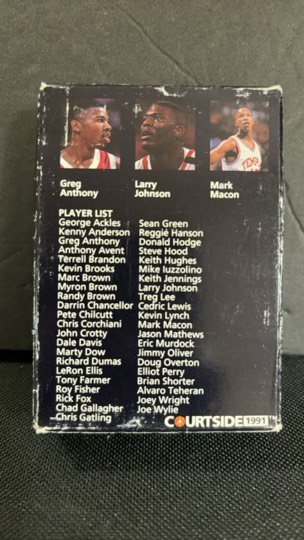 Greg
Anthony
Larry
Johnson
Mark
Macon
PLAYER LIST
George Ackles
Kenny Anderson
Greg Anthony
Anthony Avent
Terrell Brandon
Kevin Brooks
Marc Brown
Myron Brown
Randy Brown
Darrin Chancellor
Pete Chilcutt
Chris Corchiani
John Crotty
Dale Davis
Marty Dow
Richard Dumas
LeRon Ellis
Tony Farmer
Roy Fisher
Rick Fox
Chad Gallagher
Chris Gatling
Sean Green
Reggie Hanson
Donald Hodge
Steve Hood
Keith Hughes
Mike Iuzzolino
Keith Jennings
Larry Johnson
Treg Lee
Cedric Lewis
Kevin Lynch
Mark Macon
Jason Mathews
Eric Murdock
Jimmy Oliver
Doug Overton
Elliot Perry
Brian Shorter
Alvaro Teheran
Joey Wright
Joe Wylie
COURTSIDE 1991